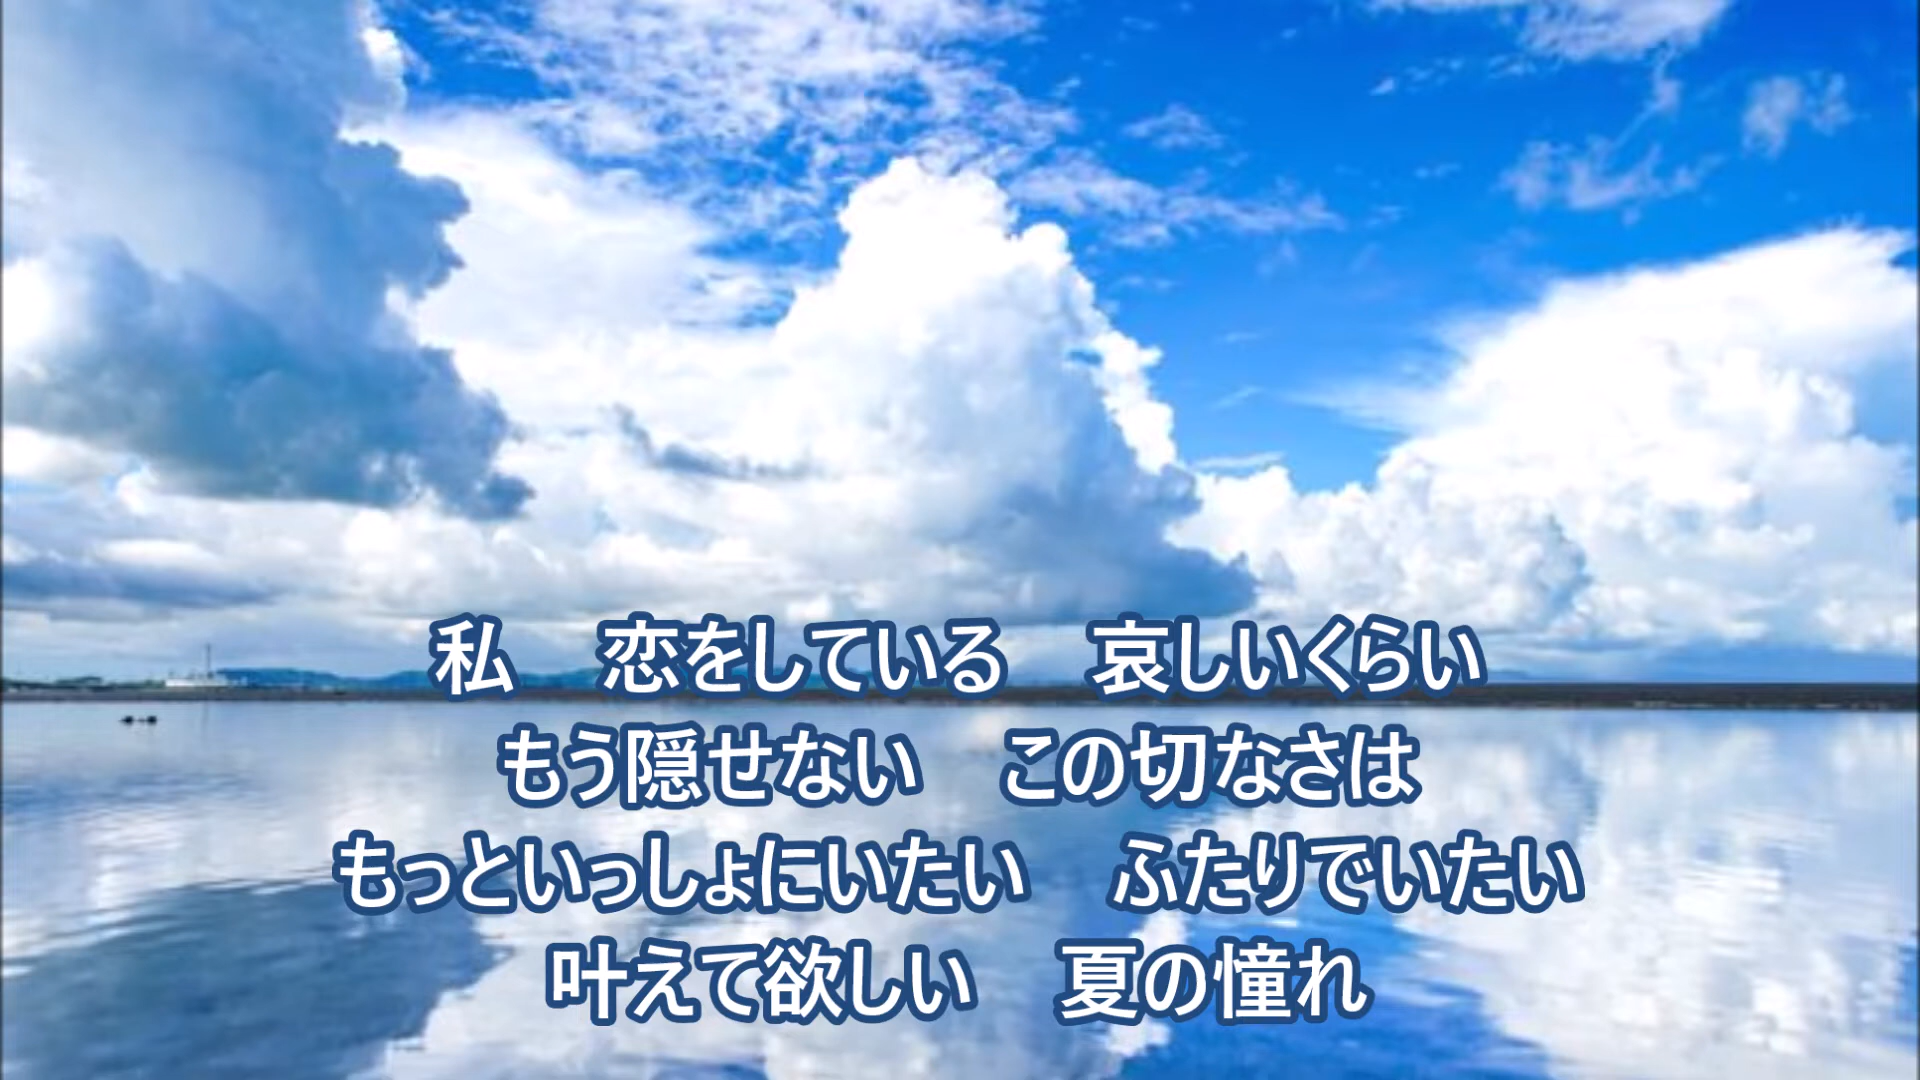 私　恋をしている　哀しいくらい
もう隠せない　この切なさは
もっといっしょにいたい　ふたりでいたい
叶えて欲しい　夏の憧れ